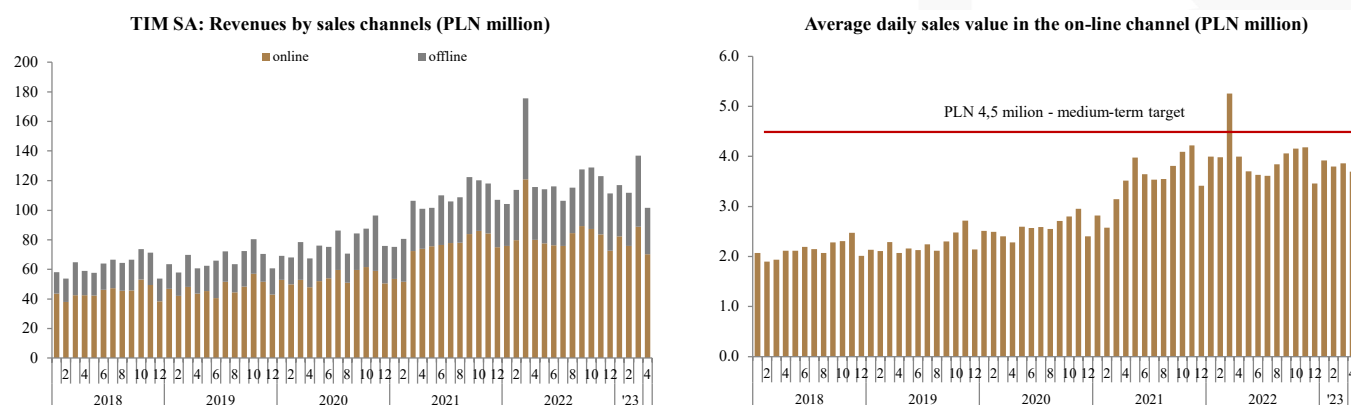 TIM SA: Revenues by sales channels (PLN million)
online offline
200
180
160
140
120
100
80
60
40
20
0
2 4 6 8 10 12 2 4 6 8 10 12 2 4 6 8 10 12 2 4 6 8 10 12 2 4 6 8 10 12 2 4
2018 2019 2020 2021 2022 '23
Average daily sales value in the on-line channel (PLN million)
6.0
5.0
PLN 4,5 milion - medium-term target
4.0
3.0
2.0
1.0
0.0
2 4 6 8 10 12 2 4 6 8 10 12 2 4 6 8 10 12 2 4 6 8 10 12 2 4 6 8 10 12 2 4
2018 2019 2020 2021 2022 '23